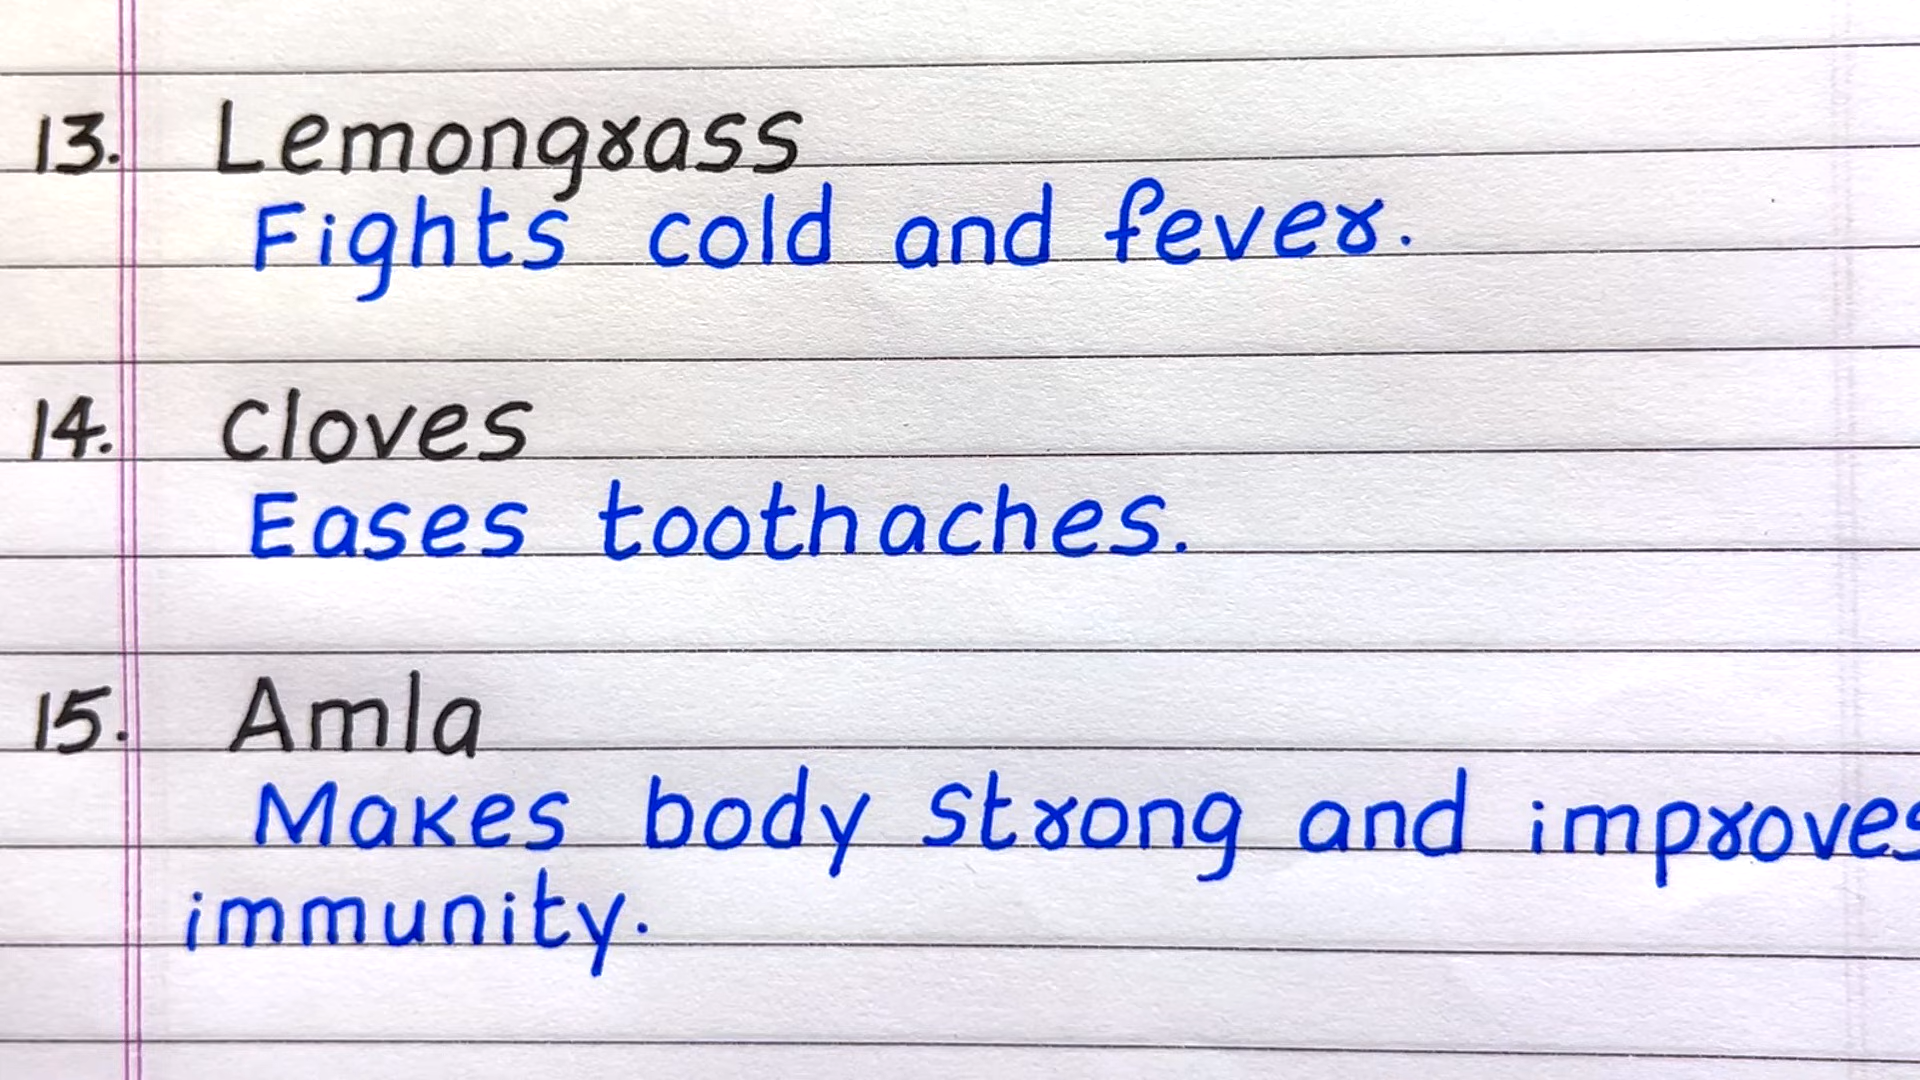 13. Lemongrass
Fights cold and fever.
14. Cloves
Eases toothaches.
15. Amla
Makes body strong and improves
immunity.